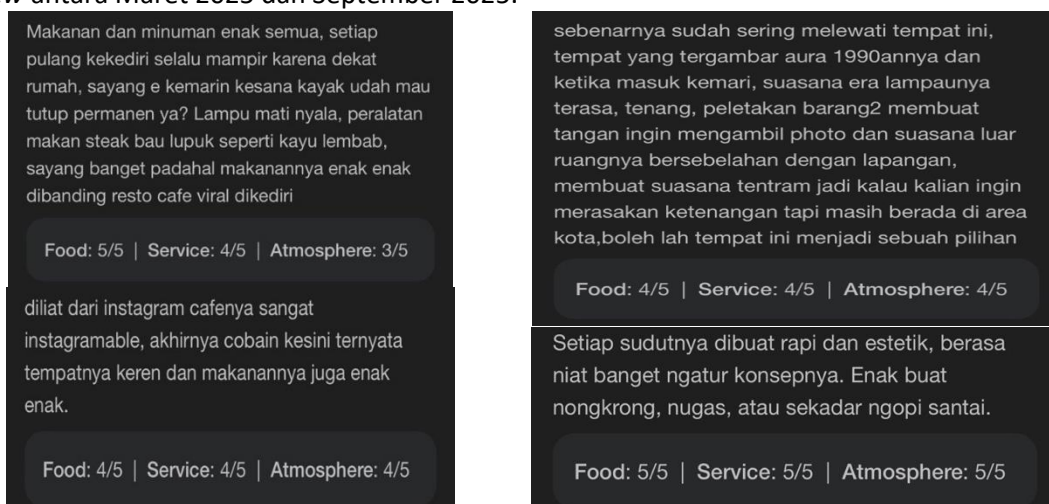 antara Maret dan September
Makanan dan minuman enak semua, setiap
pulang kekediri selalu mampir karena dekat
rumah, sayang e kemarin kesana kayak udah mau
tutup permanen ya? Lampu mati nyala, peralatan
makan steak bau lupuk seperti kayu lembab,
sayang banget padahal makanannya enak enak
dibanding resto cafe viral dikediri
Food: 5/5 | Service: 4/5 | Atmosphere: 3/5
diliat dari instagram cafenya sangat
instagramable, akhirnya cobain kesini ternyata
tempatnya keren dan makanannya juga enak
enak.
Food: 4/5 | Service: 4/5 | Atmosphere: 4/5
sebenarnya sudah sering melewati tempat ini,
tempat yang tergambar aura 1990annya dan
ketika masuk kemari, suasana era lampaunya
terasa, tenang, peletakan barang2 membuat
tangan ingin mengambil photo dan suasana luar
ruangnya bersebelahan dengan lapangan,
membuat suasana tentram jadi kalau kalian ingin
merasakan ketenangan tapi masih berada di area
kota,boleh lah tempat ini menjadi sebuah pilihan
Food: 4/5 | Service: 4/5 | Atmosphere: 4/5
Setiap sudutnya dibuat rapi dan estetik, berasa
niat banget ngatur konsepnya. Enak buat
nongkrong, nugas, atau sekadar ngopi santai.
Food: 5/5 | Service: 5/5 | Atmosphere: 5/5